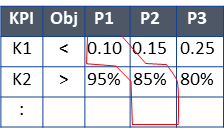 KPI Obj P1 P2 P3
K1 < 0.10 0.15 0.25
K2 > 95% 85% 80%
: